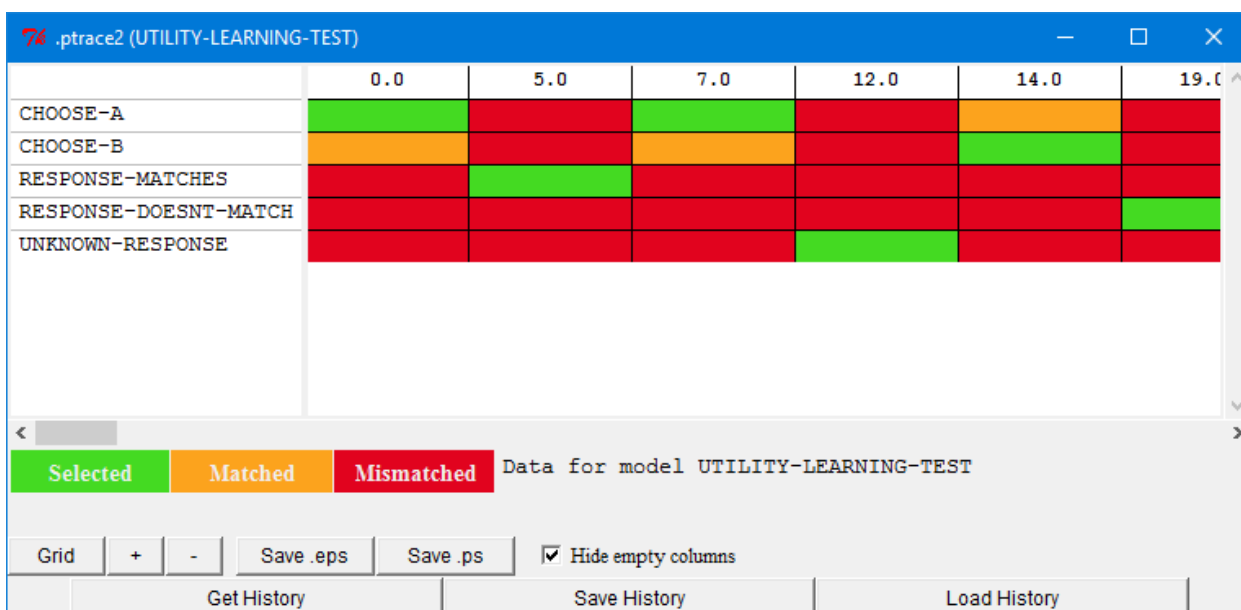 .ptrace2 (UTILITY-LEARNING-TEST)
0.0 5.0 7.0 12.0 14.0 19.0
CHOOSE-A
CHOOSE-B
RESPONSE-MATCHES
RESPONSE-DOESNT-MATCH
UNKNOWN-RESPONSE
Selected Matched Mismatched Data for model UTILITY-LEARNING-TEST
Grid + - Save .eps Save .ps Hide empty columns
Get History Save History Load History